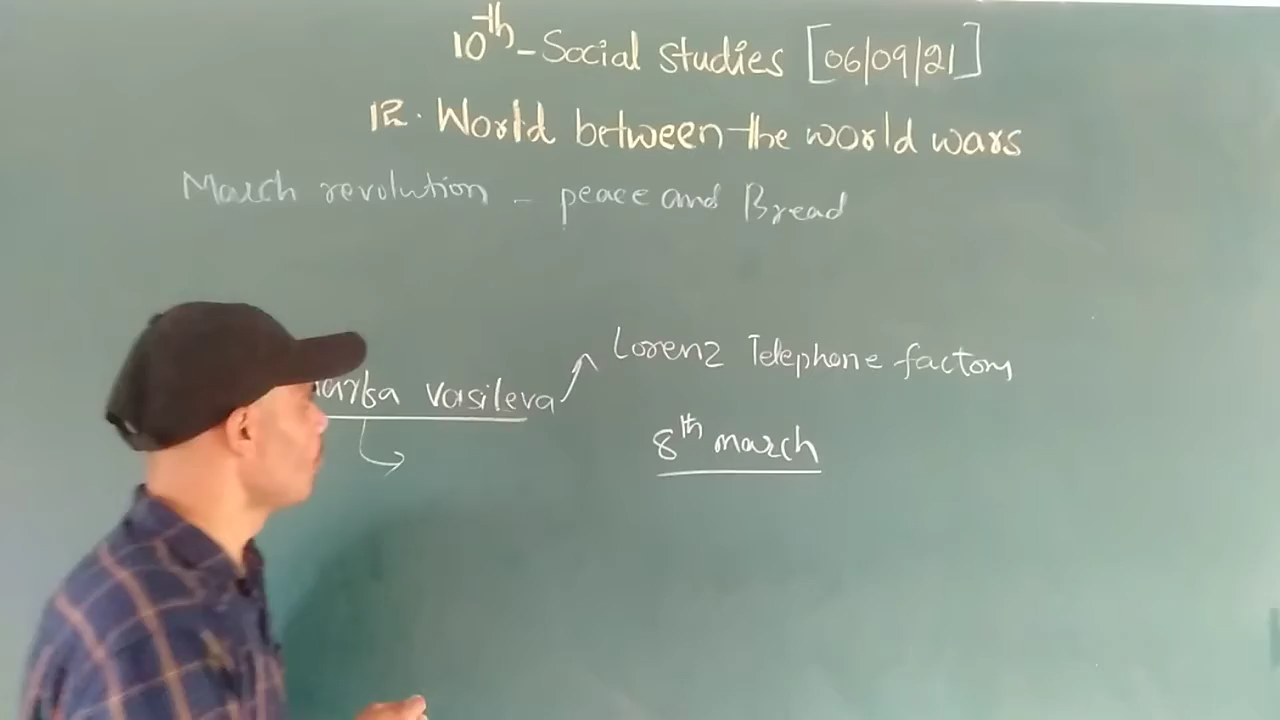 10th - Social Studies [06/09/21]
12. World between the world wars
March revolution - peace and Bread
Lorenz Telephone factory
vasileva
8th march